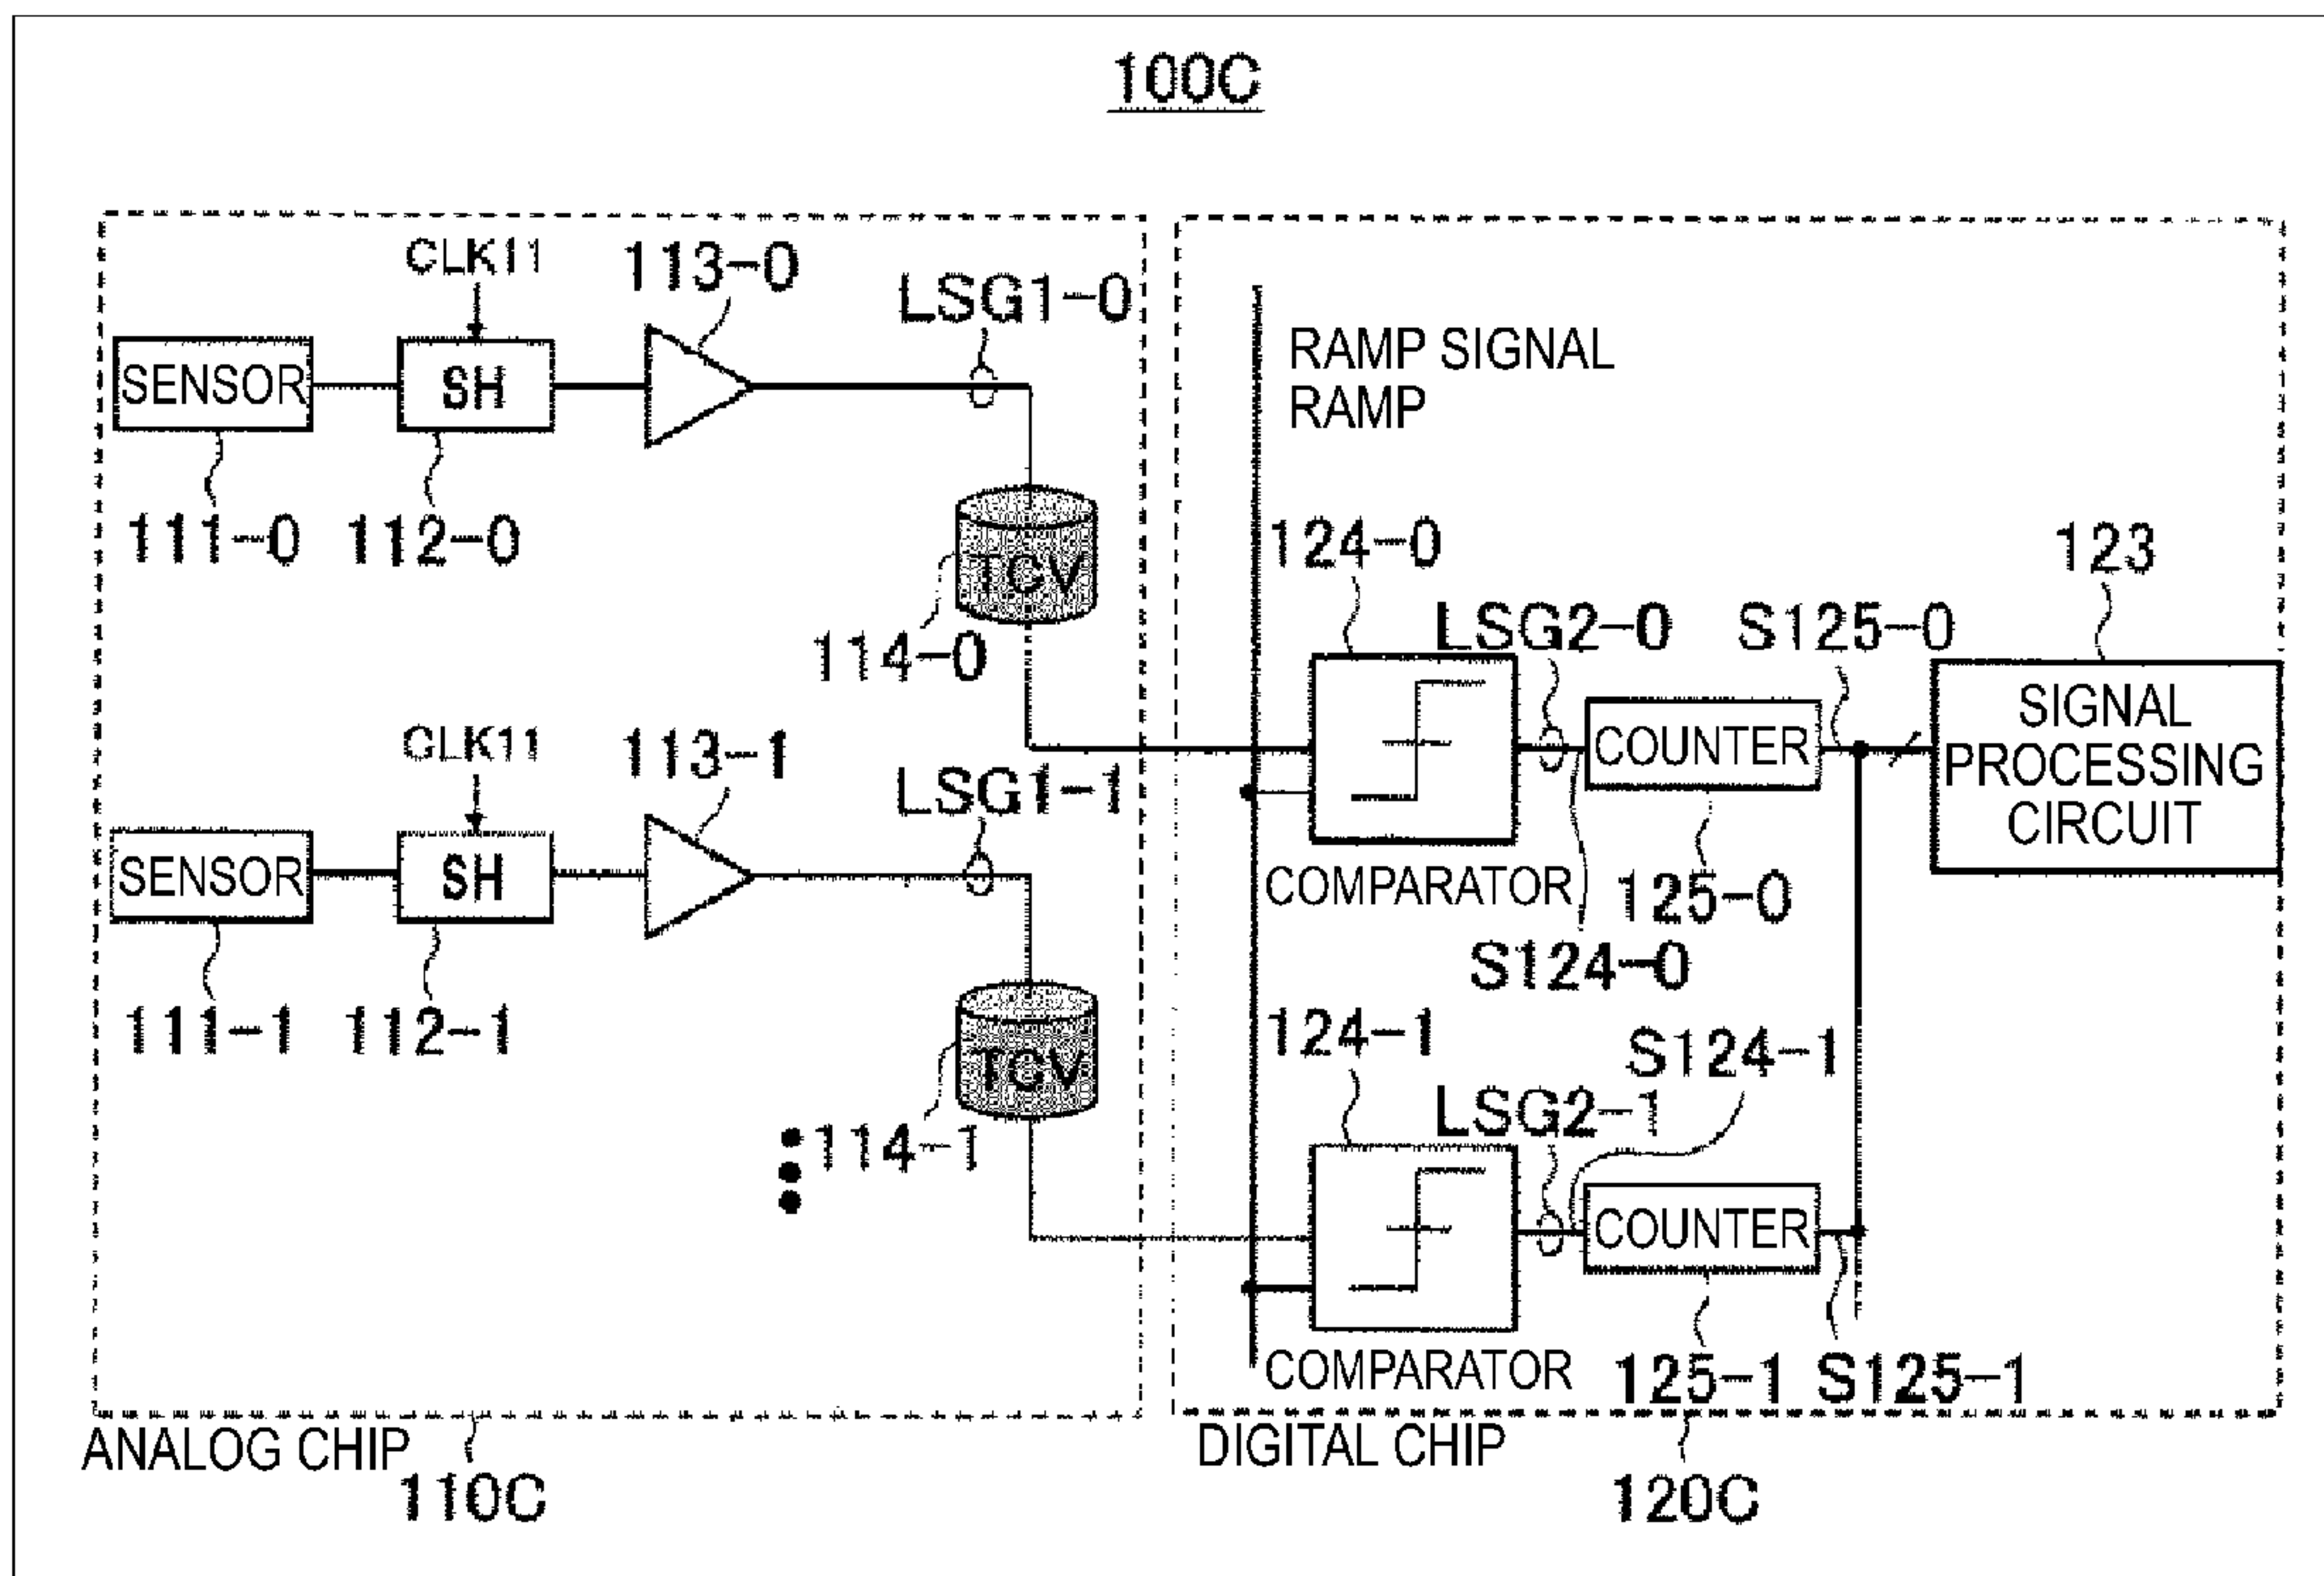 100C
CLK11
113-0
LSG1-0
SENSOR
SH
111-0
112-0
TCV
114-0
CLK11
113-1
LSG1-1
SENSOR
SH
111-1
112-1
TCV
114-1
ANALOG CHIP
110C
RAMP SIGNAL
RAMP
124-0
LSG2-0
S125-0
123
COUNTER
SIGNAL
PROCESSING
CIRCUIT
COMPARATOR
125-0
S124-0
124-1
S124-1
LSG2-1
COUNTER
COMPARATOR
125-1
S125-1
DIGITAL CHIP
120C